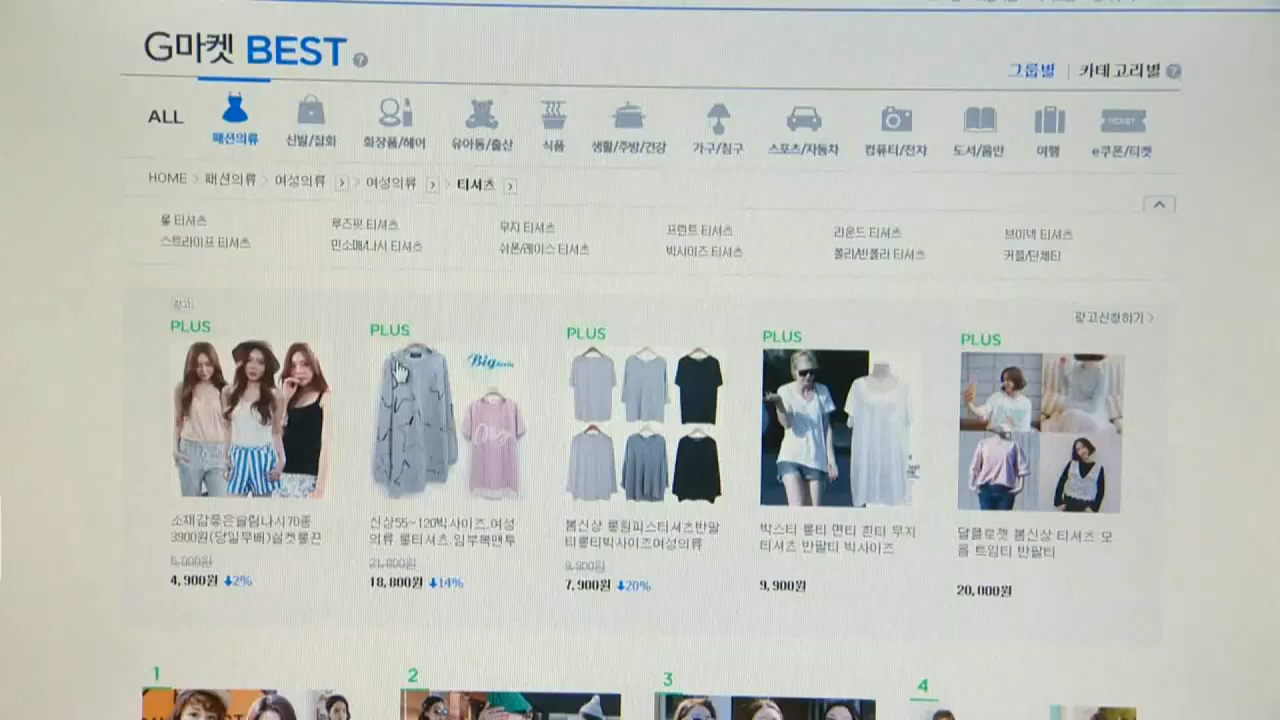 G마켓 BEST
그룹별 | 카테고리별
ALL
패션의류
신발/잡화
화장품/헤어
유아동/출산
식품
생활/주방/건강
가구/침구
스포츠/자동차
컴퓨터/전자
도서/음반
여행
e쿠폰/티켓
HOME > 패션의류 > 여성의류 > 여성의류 > 티셔츠
롱 티셔츠
루즈핏 티셔츠
무지 티셔츠
프린트 티셔츠
라운드 티셔츠
브이넥 티셔츠
스트라이프 티셔츠
민소매/나시 티셔츠
쉬폰/레이스 티셔츠
빅사이즈 티셔츠
폴라/반폴라 티셔츠
커플/단체티
광고
광고신청하기 >
PLUS
PLUS
PLUS
PLUS
PLUS
Big
소재감좋은슬림나시70종
3900원(당일무배)실켓롱끈
5,000원
4,900원 2%
신상55~120빅사이즈.여성
의류 롱티셔츠.임부복맨투
21,800원
18,800원 14%
봄신상 롱원피스티셔츠반팔
티롱티빅사이즈여성의류
9,900원
7,900원 20%
박스티 롱티 면티 흰티 무지
티셔츠 반팔티 빅사이즈
9,900원
달콤로켓 봄신상 티셔츠 모
음 트임티 반팔티
20,000원
1
2
3
4